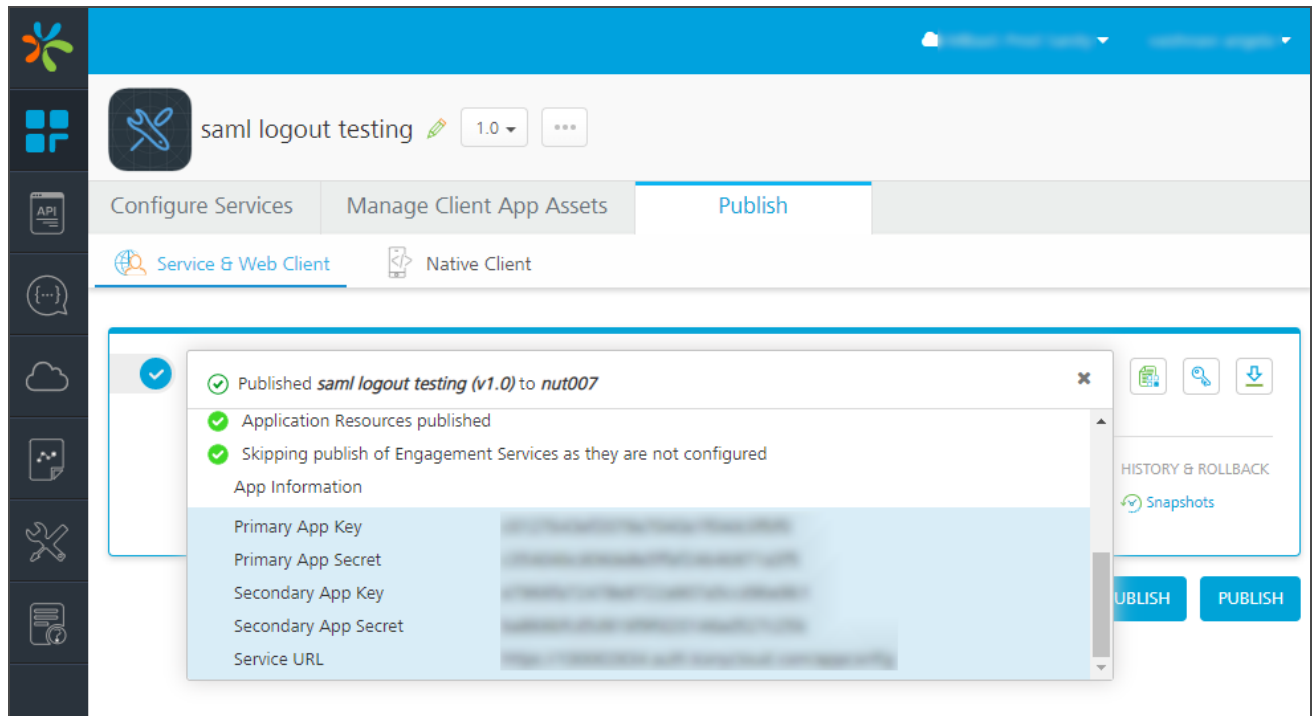 saml logout testing 1.0
API
Configure Services Manage Client App Assets Publish
{···}
Service & Web Client Native Client
Published saml logout testing (v1.0) to nut007
Application Resources published
Skipping publish of Engagement Services as they are not configured
App Information
HISTORY & ROLLBACK
Snapshots
Primary App Key
Primary App Secret
Secondary App Key
Secondary App Secret
Service URL
UBLISH PUBLISH